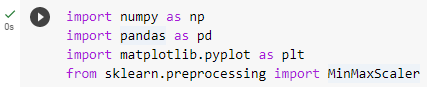 import numpy as np
import pandas as pd
import matplotlib.pyplot as plt
from sklearn.preprocessing import MinMaxScaler
0s